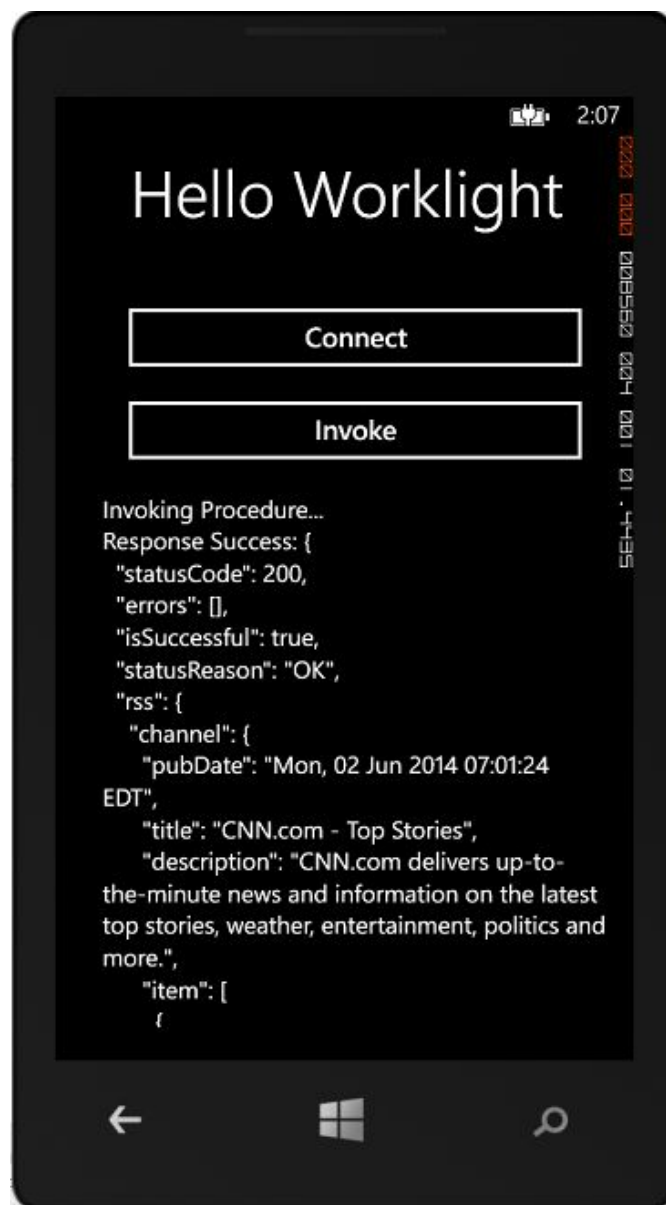 2:07
Hello Worklight
Connect
Invoke
Invoking Procedure...
Response Success: {
"statusCode": 200,
"errors": [],
"isSuccessful": true,
"statusReason": "OK",
"rss": {
"channel": {
"pubDate": "Mon, 02 Jun 2014 07:01:24
EDT",
"title": "CNN.com - Top Stories",
"description": "CNN.com delivers up-to-
the-minute news and information on the latest
top stories, weather, entertainment, politics and
more.",
"item": [
{